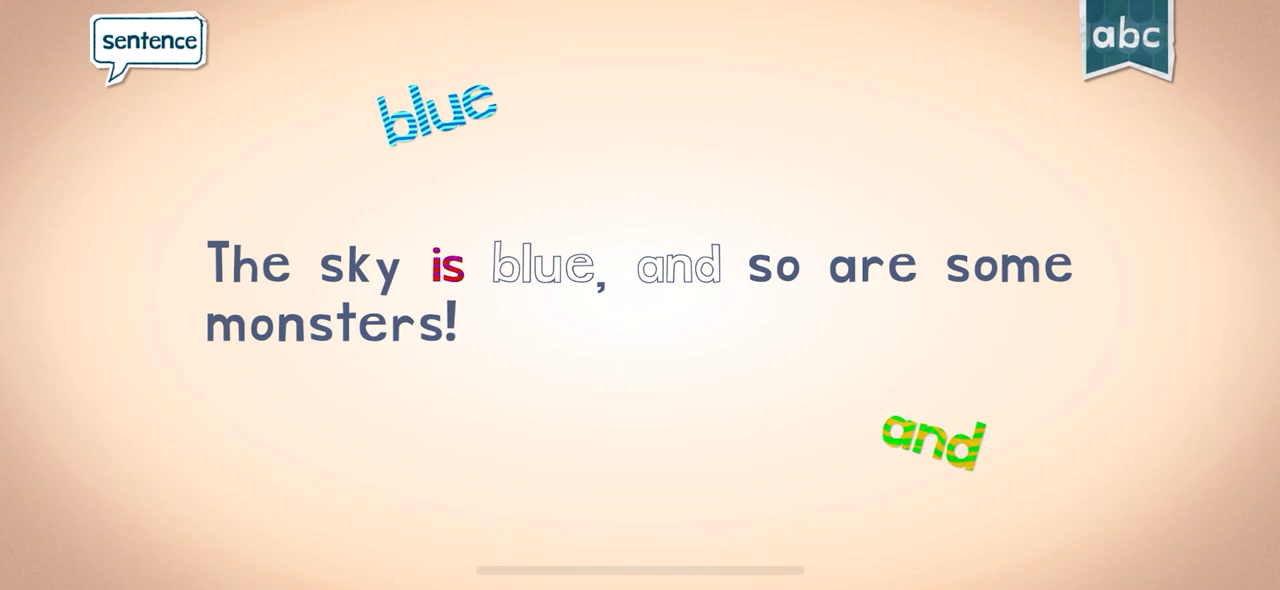 sentence
abc
blue
The sky is blue, and so are some
monsters!
and